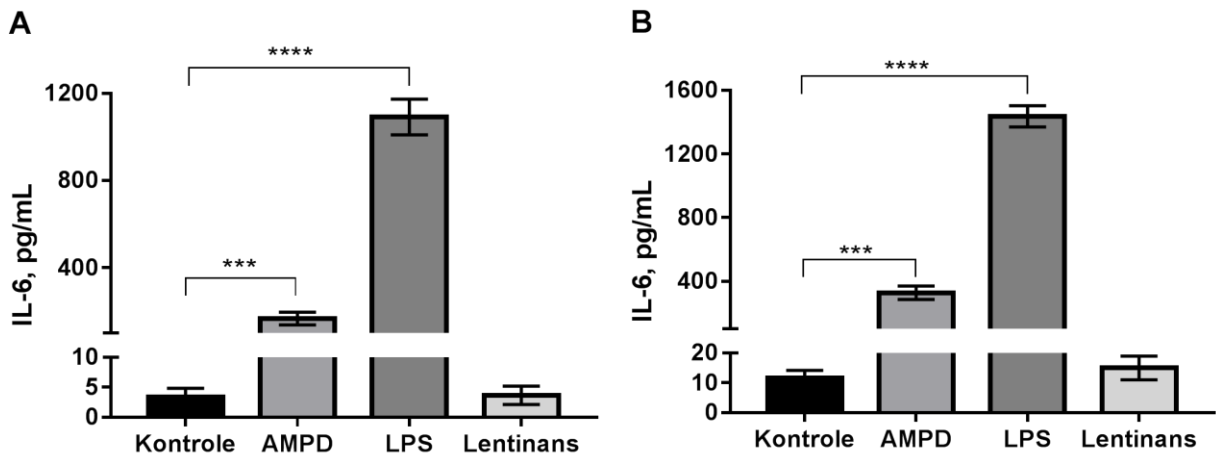 A
****
1200
800
400
***
10
5
0
IL-6, pg/mL
Kontrole AMPD LPS Lentinans
B
****
1600
1200
800
400
***
20
10
0
IL-6, pg/mL
Kontrole AMPD LPS Lentinans